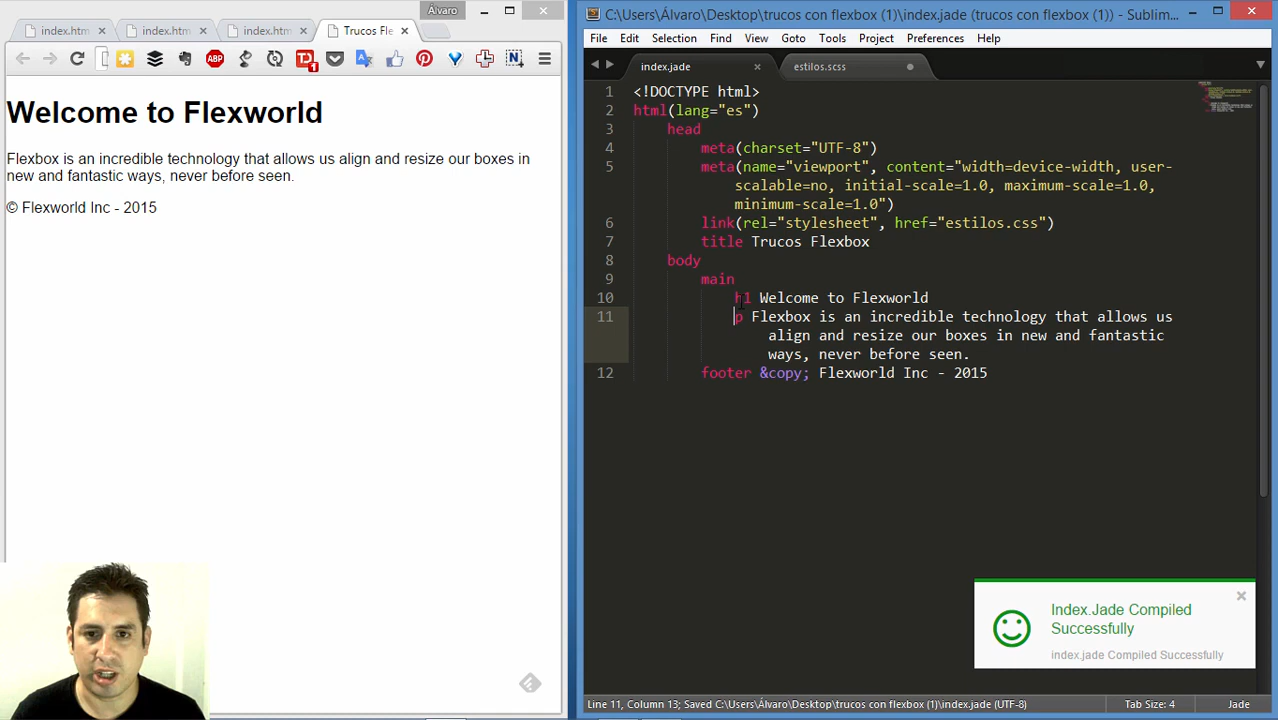 Álvaro
index.htm
index.htm
index.htm
Trucos Fle
ABP
TD
1
N
Welcome to Flexworld
Flexbox is an incredible technology that allows us align and resize our boxes in
new and fantastic ways, never before seen.
© Flexworld Inc - 2015
C:\Users\Álvaro\Desktop\trucos con flexbox (1)\index.jade (trucos con flexbox (1)) - Sublim...
File Edit Selection Find View Goto Tools Project Preferences Help
index.jade
estilos.scss
1 <!DOCTYPE html>
2 html(lang="es")
3 head
4 meta(charset="UTF-8")
5 meta(name="viewport", content="width=device-width, user-
scalable=no, initial-scale=1.0, maximum-scale=1.0,
minimum-scale=1.0")
6 link(rel="stylesheet", href="estilos.css")
7 title Trucos Flexbox
8 body
9 main
10 h1 Welcome to Flexworld
11 p Flexbox is an incredible technology that allows us
align and resize our boxes in new and fantastic
ways, never before seen.
12 footer &copy; Flexworld Inc - 2015
Index.Jade Compiled
Successfully
index.jade Compiled Successfully
Line 11, Column 13; Saved C:\Users\Álvaro\Desktop\trucos con flexbox (1)\index.jade (UTF-8)
Tab Size: 4
Jade